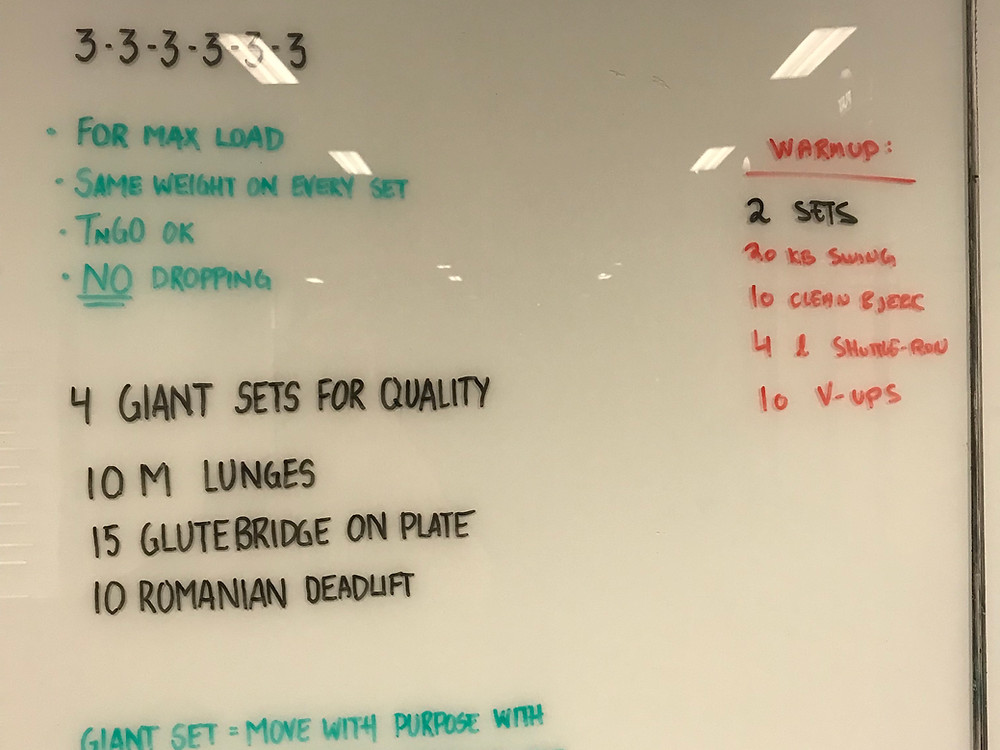 3-3-3-3-3-3
• FOR MAX LOAD
• SAME WEIGHT ON EVERY SET
• TNGO OK
• NO DROPPING
4 GIANT SETS FOR QUALITY
10 M LUNGES
15 GLUTEBRIDGE ON PLATE
10 ROMANIAN DEADLIFT
GIANT SET = MOVE WITH PURPOSE WITH
WARMUP:
2 SETS
20 KB SWING
10 CLEAN & JERK
4 L SHUTTLE-RUN
10 V-UPS